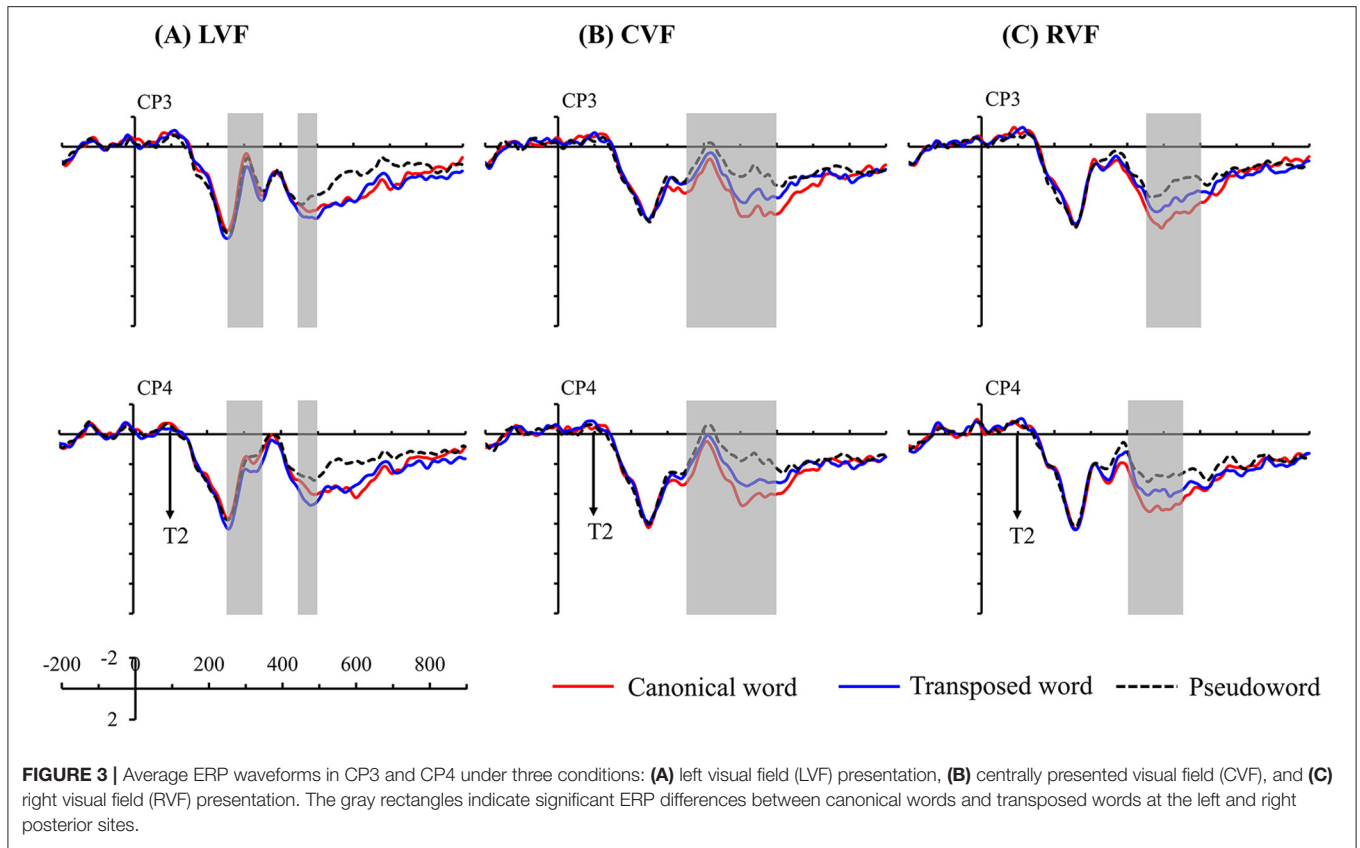 (A) LVF
(B) CVF
(C) RVF
CP3
CP3
CP3
CP4
CP4
CP4
T2
T2
T2
-200 0 200 400 600 800
-2
2
Canonical word
Transposed word
Pseudoword
FIGURE 3 | Average ERP waveforms in CP3 and CP4 under three conditions: (A) left visual field (LVF) presentation, (B) centrally presented visual field (CVF), and (C)
right visual field (RVF) presentation. The gray rectangles indicate significant ERP differences between canonical words and transposed words at the left and right
posterior sites.